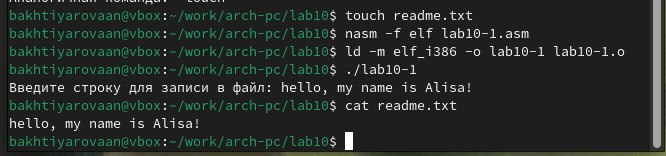 bakhtiyarovaan@vbox:~/work/arch-pc/lab10$ touch readme.txt
bakhtiyarovaan@vbox:~/work/arch-pc/lab10$ nasm -f elf lab10-1.asm
bakhtiyarovaan@vbox:~/work/arch-pc/lab10$ ld -m elf_i386 -o lab10-1 lab10-1.o
bakhtiyarovaan@vbox:~/work/arch-pc/lab10$ ./lab10-1
Введите строку для записи в файл: hello, my name is Alisa!
bakhtiyarovaan@vbox:~/work/arch-pc/lab10$ cat readme.txt
hello, my name is Alisa!
bakhtiyarovaan@vbox:~/work/arch-pc/lab10$